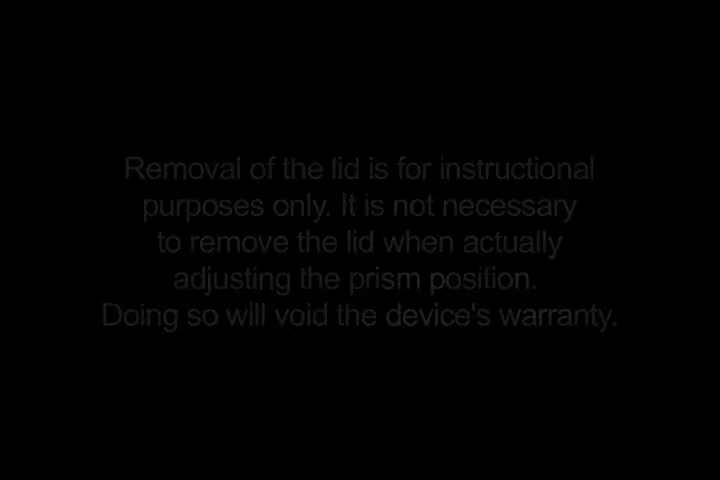 Removal of the lid is for instructional
purposes only. It is not necessary
to remove the lid when actually
adjusting the prism position.
Doing so will void the device's warranty.